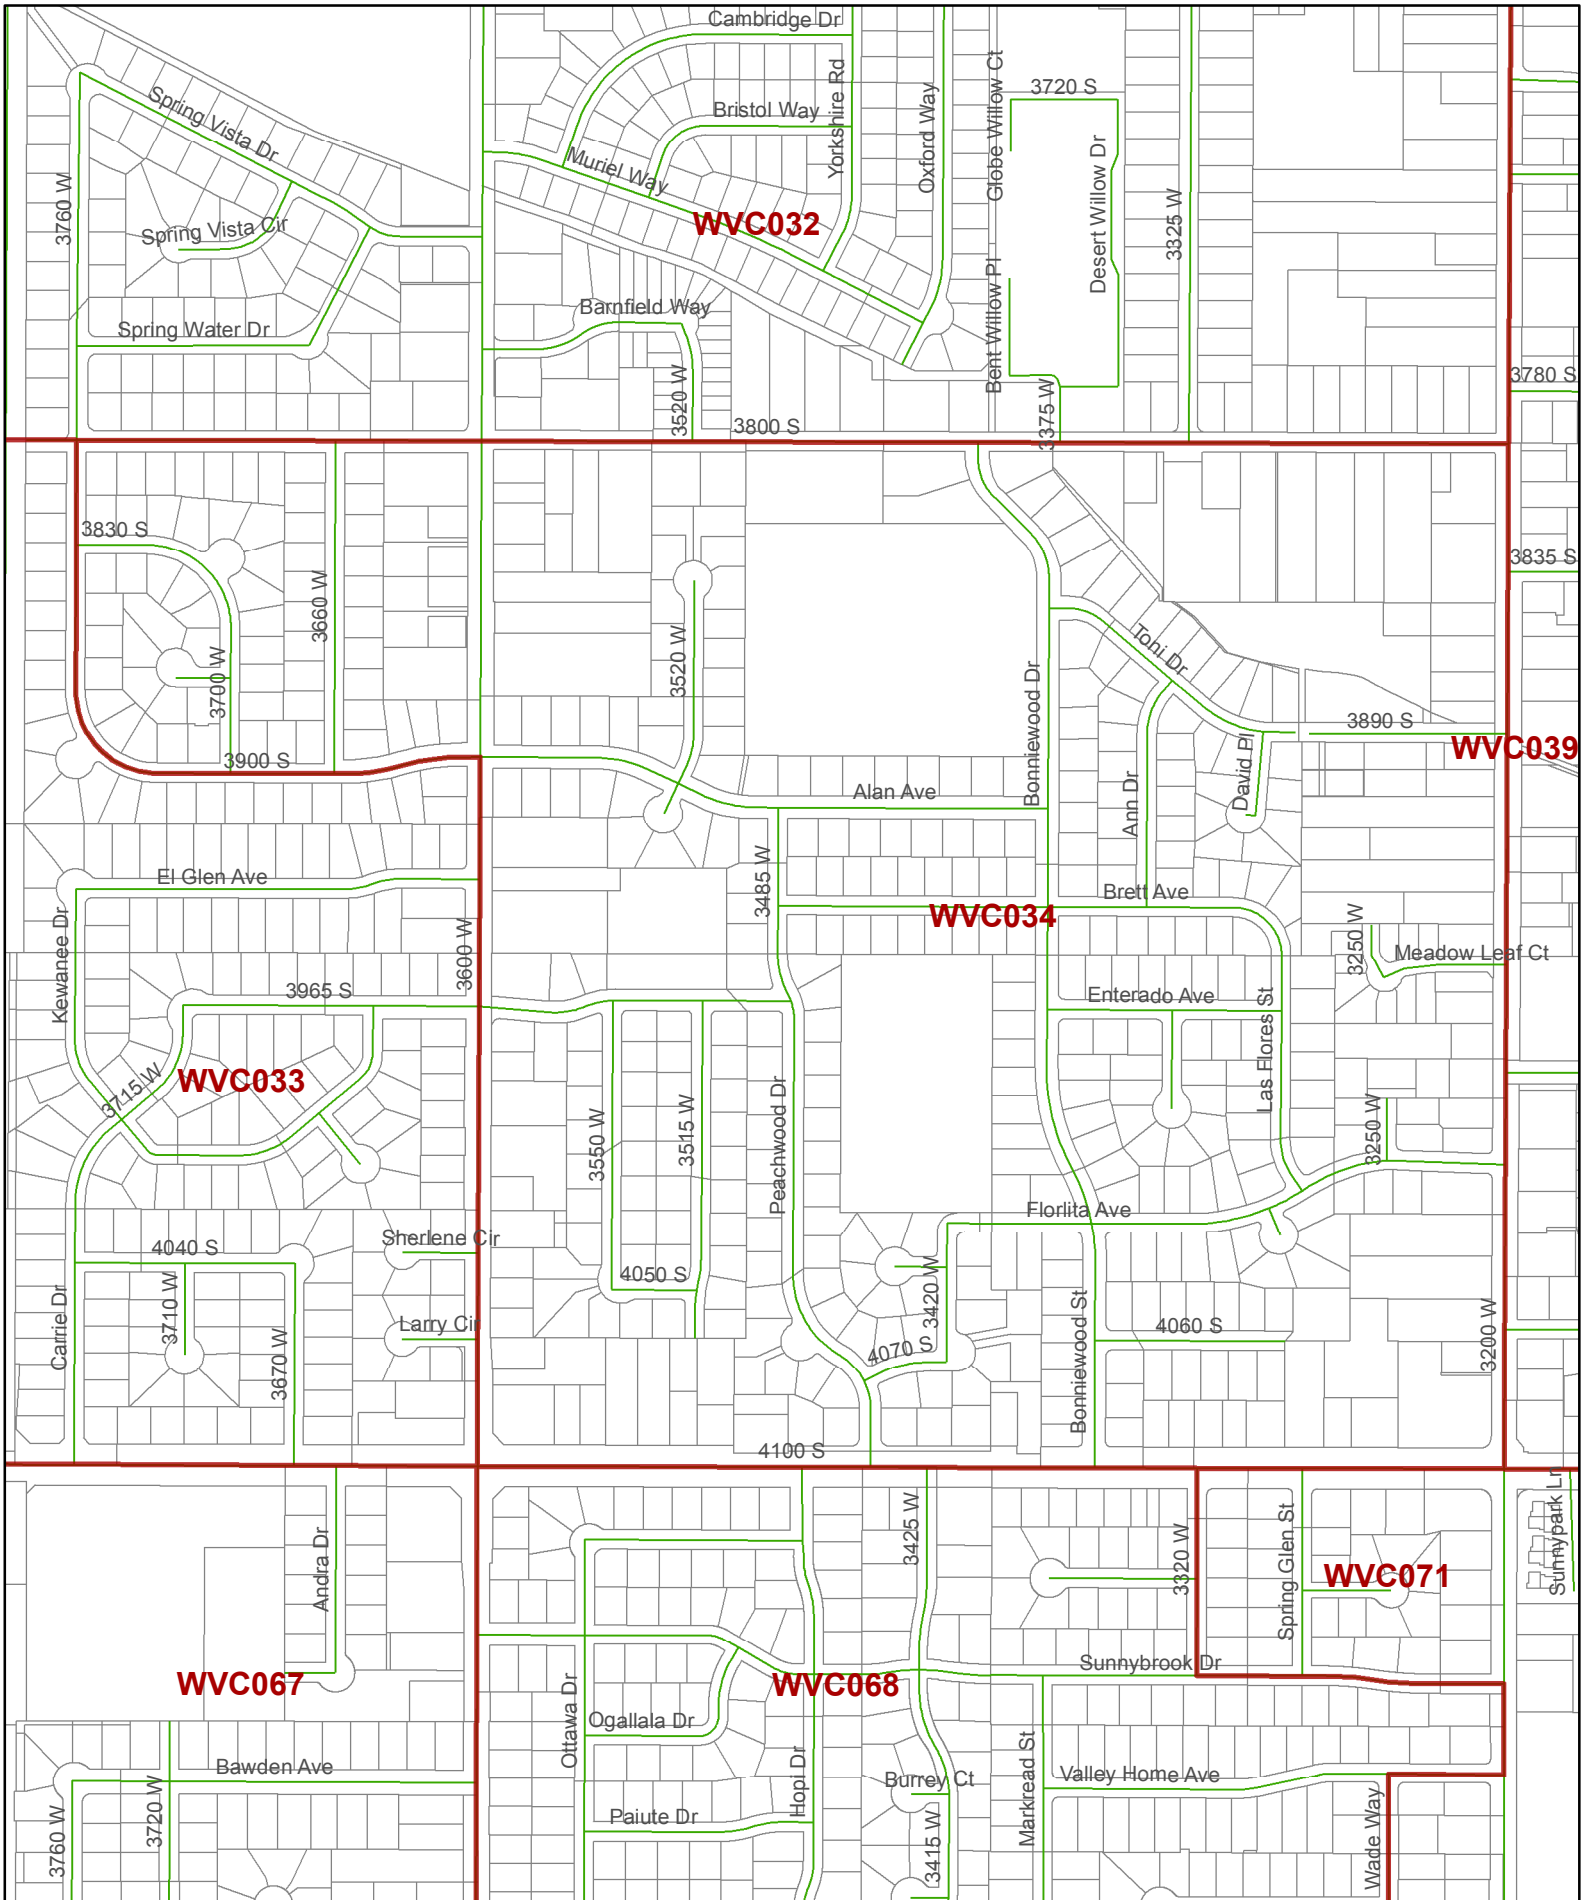 Cambridge Dr
3720 S
Spring Vista Dr
Bristol Way
Yorkshire Rd
Oxford Way
Globe Willow Ct
Desert Willow Dr
Muriel Way
3760 W
Spring Vista Cir
WVC032
3325 W
Barnfield Way
Bent Willow Pl
Spring Water Dr
3780 S
3520 W
3800 S
3375 W
3830 S
3835 S
3660 W
3520 W
Toni Dr
3700 W
Bonniewood Dr
3890 S
3900 S
WVC039
David Pl
Alan Ave
Ann Dr
El Glen Ave
3485 W
Brett Ave
WVC034
Kewanee Dr
3600 W
3250 W
Meadow Leaf Ct
3965 S
Enterado Ave
Las Flores St
WVC033
3715 W
3550 W
3515 W
Peachwood Dr
3250 W
Florlita Ave
Sherlene Cir
4040 S
4050 S
3420 W
3710 W
Larry Cir
Carrie Dr
3670 W
4070 S
Bonniewood St
4060 S
3200 W
4100 S
Andra Dr
3425 W
3320 W
Spring Glen St
WVC071
Sunnypark Ln
WVC067
WVC068
Sunnybrook Dr
Ottawa Dr
Ogallala Dr
Hopi Dr
Markread St
Bawden Ave
Burrey Ct
Valley Home Ave
3760 W
3720 W
Paiute Dr
3415 W
Wade Way